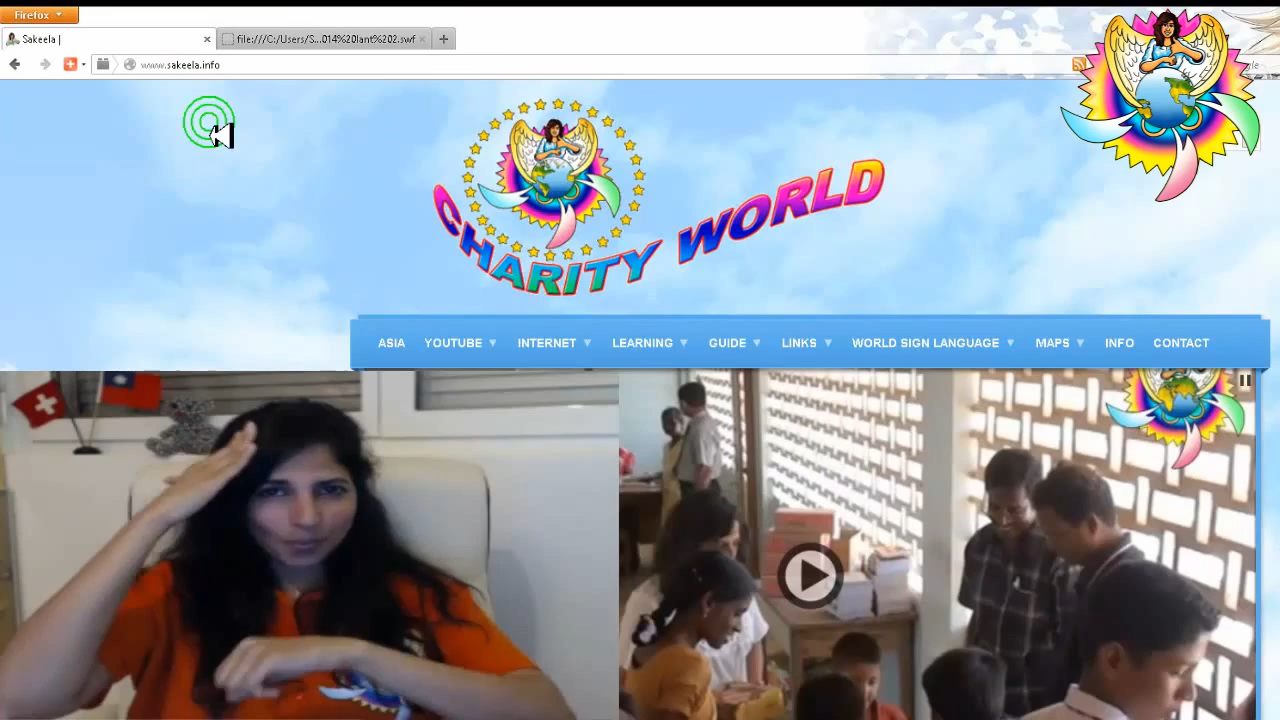 Firefox
Sakeela |
file:///C:/Users/S...014%20lant%202.swf
www.sakeela.info
CHARITY WORLD
ASIA YOUTUBE INTERNET LEARNING GUIDE LINKS WORLD SIGN LANGUAGE MAPS INFO CONTACT